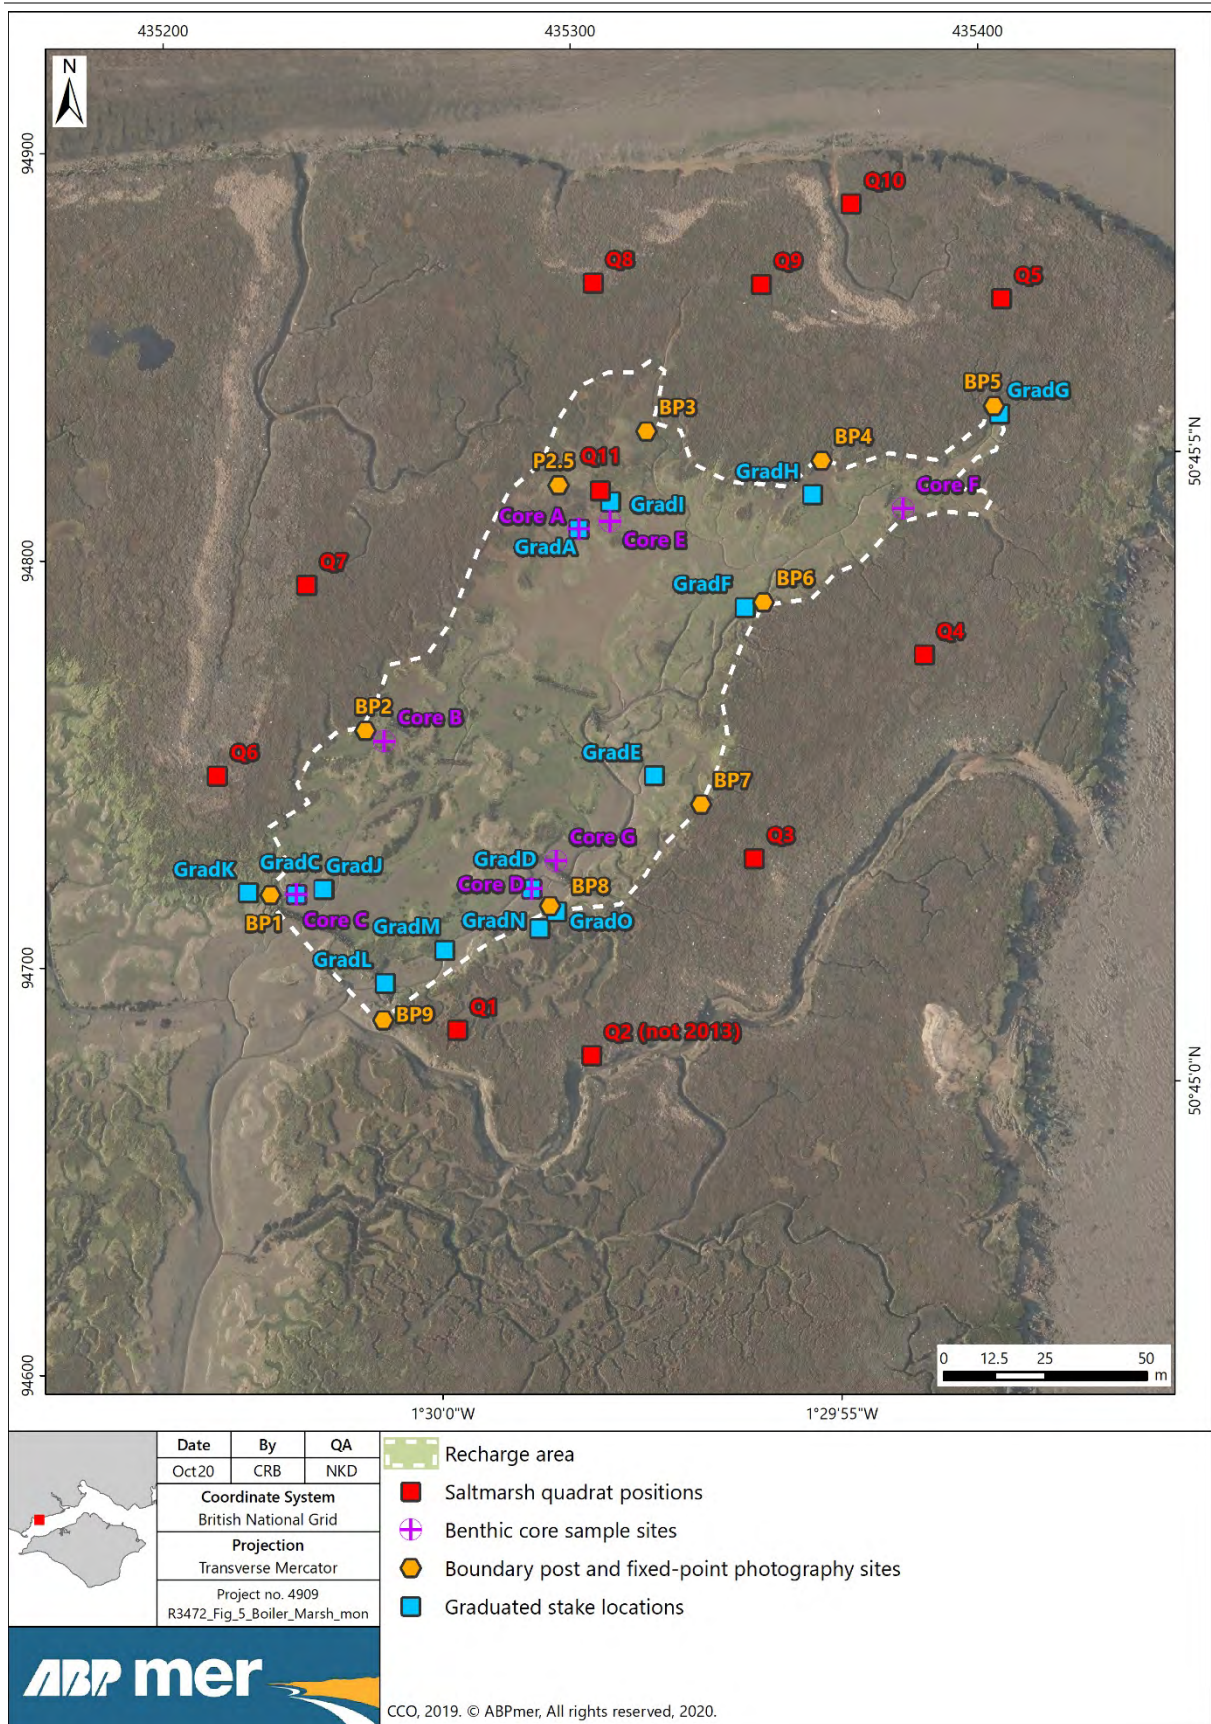 435200
435300
435400
N
94900
94800
94700
94600
Q10
Q8
Q9
Q5
BP5
GradG
BP3
BP4
50°45'5"N
Q11
P2.5
GradH
Core F
GradI
Core A
Core E
GradA
Q7
GradF
BP6
Q4
BP2
Core B
Q6
GradE
BP7
Q3
Core G
GradK
GradC
GradJ
GradD
Core D
BP8
BP1
Core C
GradM
GradN
GradO
GradL
BP9
Q1
Q2 (not 2013)
50°45'0"N
0 12.5 25 50
m
1°30'0"W
1°29'55"W
Date By QA
Oct20 CRB NKD
Coordinate System
British National Grid
Projection
Transverse Mercator
Project no. 4909
R3472_Fig_5_Boiler_Marsh_mon
Recharge area
Saltmarsh quadrat positions
Benthic core sample sites
Boundary post and fixed-point photography sites
Graduated stake locations
ABPmer
CCO, 2019. © ABPmer, All rights reserved, 2020.